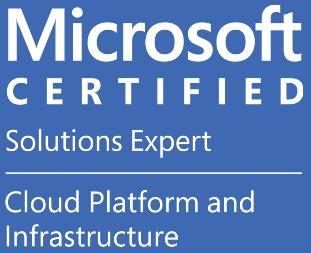 Microsoft
CERTIFIED
Solutions Expert
Cloud Platform and
Infrastructure